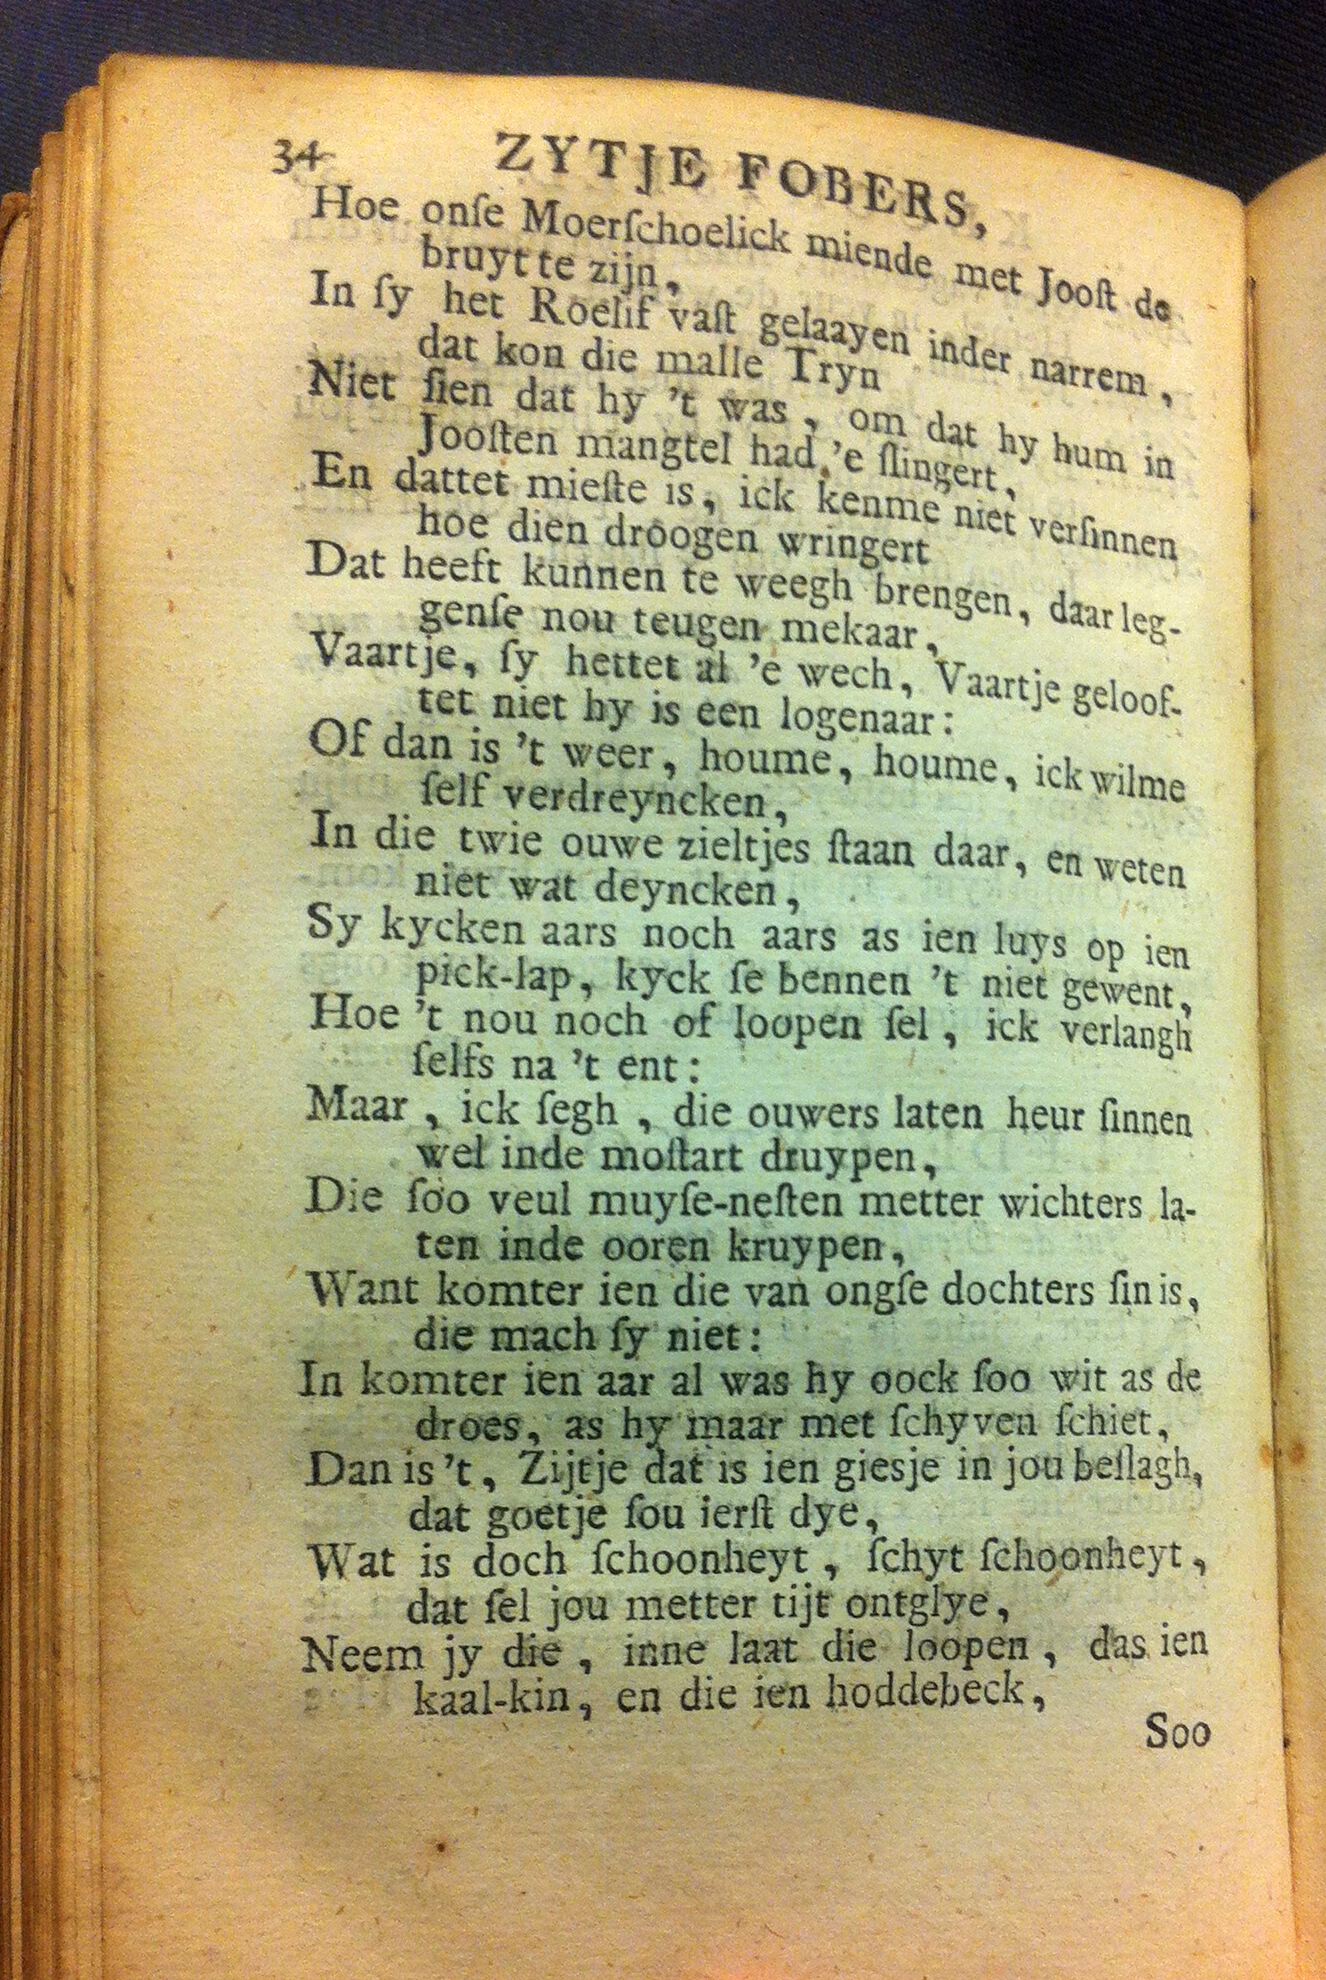 34 ZYTJE FOBERS,
Hoe onſe Moerſchoelick miende met Jooſt de
bruyt te zijn,
In ſy het Roelif vaſt gelaayen inder narrem,
dat kon die malle Tryn
Niet ſien dat hy 't was, om dat hy hum in
Jooſten mangtel had 'e ſlingert,
En dattet mieſte is, ick kenme niet verſinnen
hoe dien droogen wringert
Dat heeft kunnen te weegh brengen, daar leg-
genſe nou teugen mekaar,
Vaartje, ſy hettet al 'e wech, Vaartje geloof-
tet niet hy is een logenaar:
Of dan is 't weer, houme, houme, ick wilme
ſelf verdreyncken,
In die twie ouwe zieltjes ſtaan daar, en weten
niet wat deyncken,
Sy kycken aars noch aars as ien luys op ien
pick-lap, kyck ſe bennen 't niet gewent,
Hoe 't nou noch of loopen ſel, ick verlangh
ſelfs na 't ent:
Maar, ick ſegh, die ouwers laten heur ſinnen
wel inde moſtart druypen,
Die ſoo veul muyſe-neſten metter wichters la-
ten inde ooren kruypen,
Want komter ien die van ongſe dochters ſin is,
die mach ſy niet:
In komter ien aar al was hy oock ſoo wit as de
droes, as hy maar met ſchyven ſchiet,
Dan is 't, Zijtje dat is ien giesje in jou beſlagh,
dat goetje ſou ierſt dye,
Wat is doch ſchoonheyt, ſchyt ſchoonheyt,
dat ſel jou metter tijt ontglye,
Neem jy die, inne laat die loopen, das ien
kaal-kin, en die ien hoddebeck,
Soo